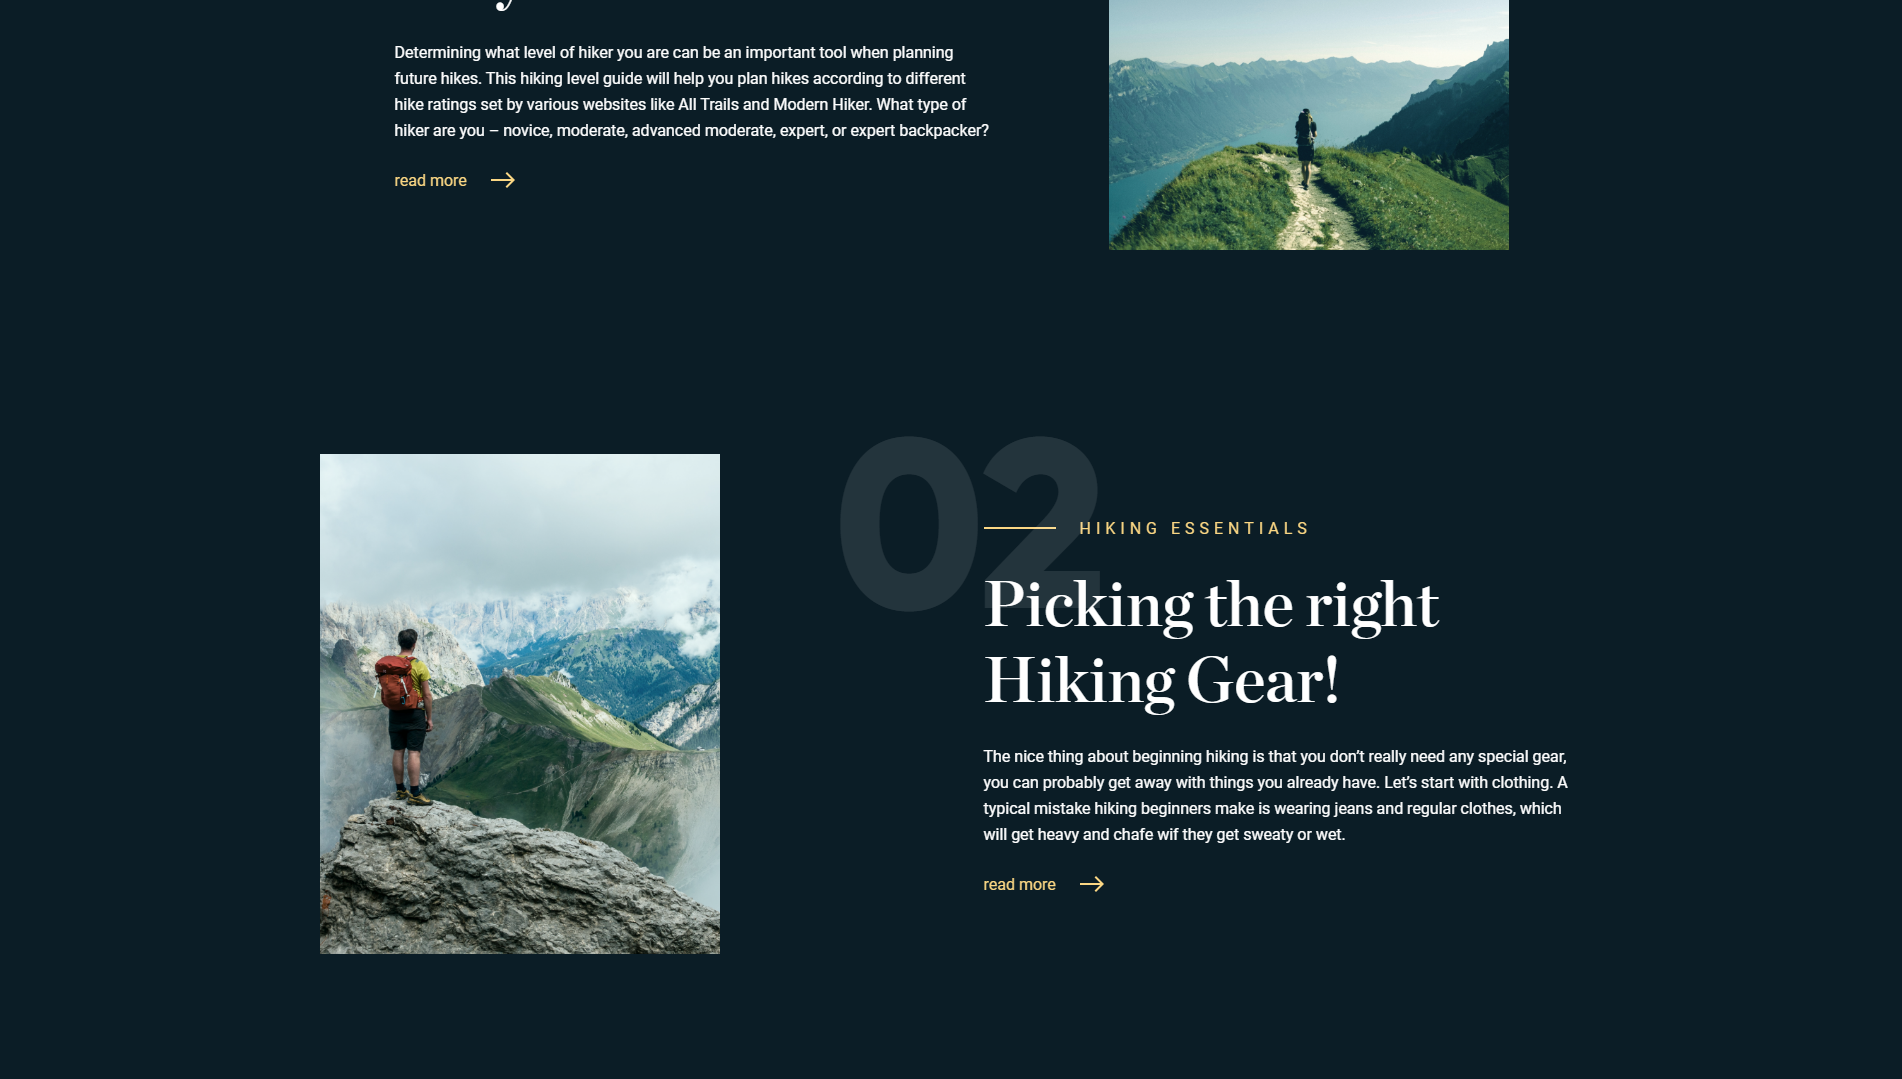 Determining what level of hiker you are can be an important tool when planning
future hikes. This hiking level guide will help you plan hikes according to different
hike ratings set by various websites like All Trails and Modern Hiker. What type of
hiker are you – novice, moderate, advanced moderate, expert, or expert backpacker?
read more
02
HIKING ESSENTIALS
Picking the right
Hiking Gear!
The nice thing about beginning hiking is that you don’t really need any special gear,
you can probably get away with things you already have. Let’s start with clothing. A
typical mistake hiking beginners make is wearing jeans and regular clothes, which
will get heavy and chafe wif they get sweaty or wet.
read more